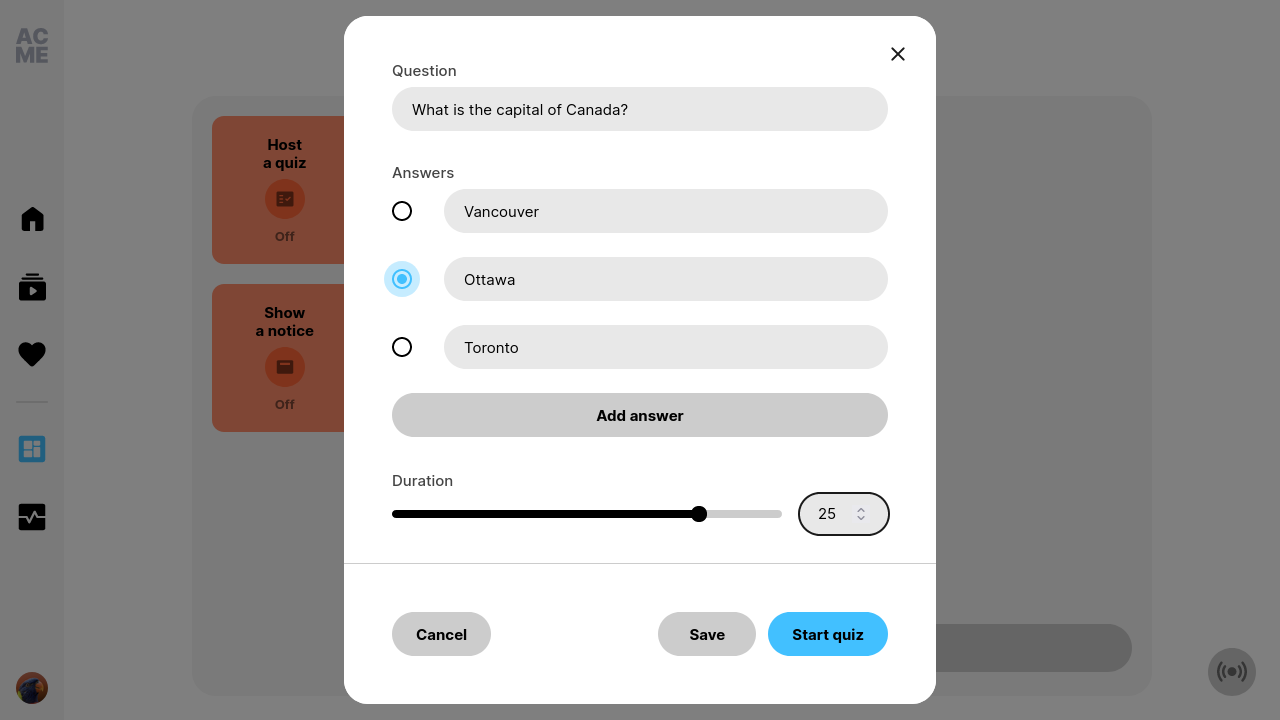 AC
ME
Host
a quiz
Off
Show
a notice
Off
Question
What is the capital of Canada?
Answers
Vancouver
Ottawa
Toronto
Add answer
Duration
25
Cancel
Save
Start quiz